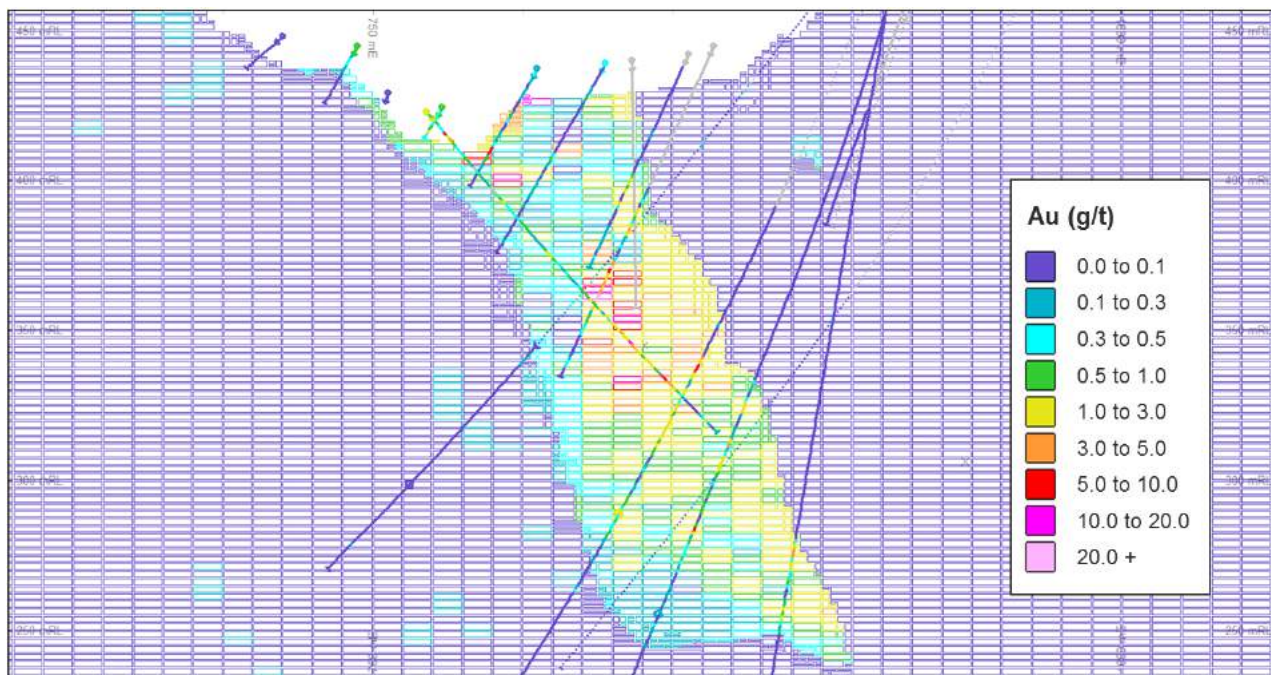 450 mRL
750 mE
450 mRL
400 mRL
400 mRL
350 mRL
300 mRL
300 mRL
250 mRL
250 mRL
Au (g/t)
0.0 to 0.1
0.1 to 0.3
0.3 to 0.5
0.5 to 1.0
1.0 to 3.0
3.0 to 5.0
5.0 to 10.0
10.0 to 20.0
20.0 +